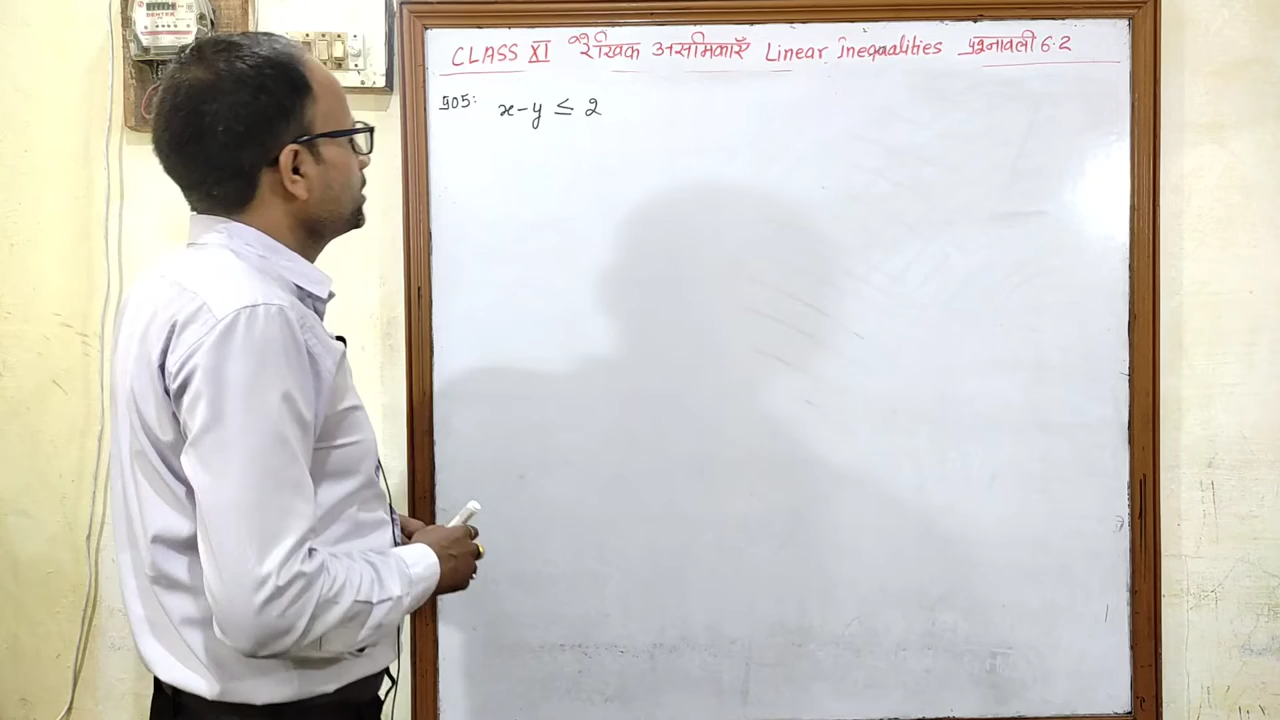 CLASS XI रैखिक असमिकाएँ Linear Inequalities प्रश्नावली 6.2
प्र05: x-y ≤ 2